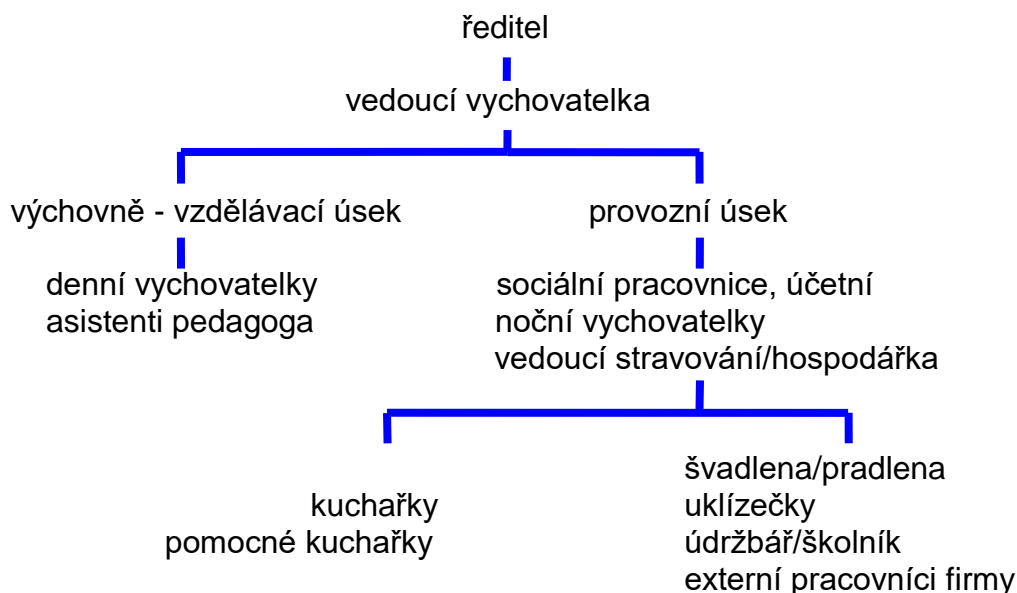 ředitel
vedoucí vychovatelka
výchovně - vzdělávací úsek
provozní úsek
denní vychovatelky
asistenti pedagoga
sociální pracovnice, účetní
noční vychovatelky
vedoucí stravování/hospodářka
kuchařky
pomocné kuchařky
švadlena/pradlena
uklízečky
údržbář/školník
externí pracovníci firmy